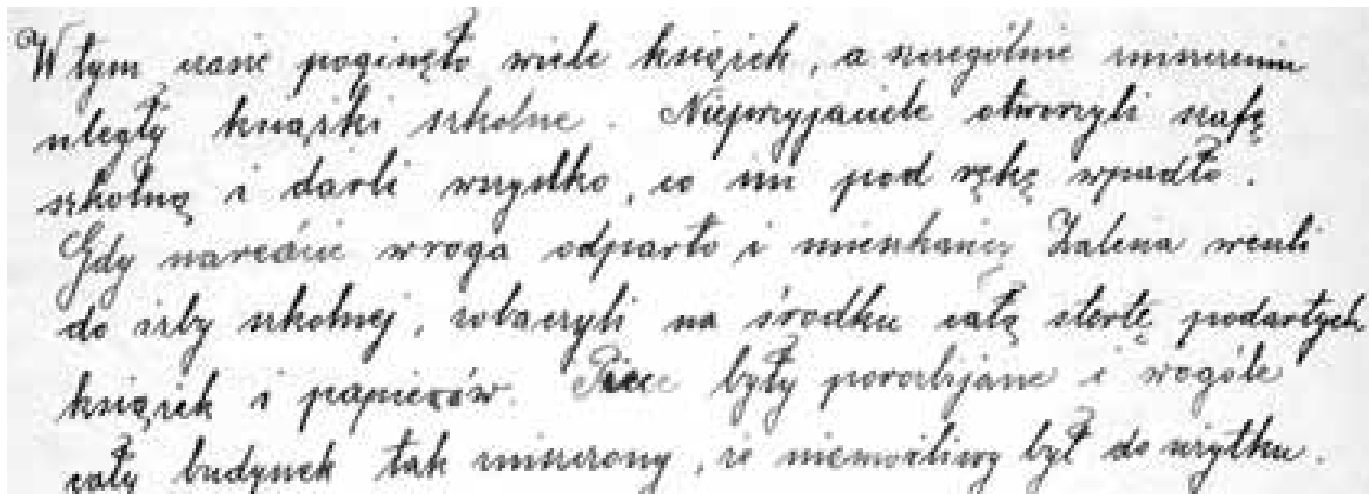 W tym czasie poginęło wiele książek, a szczególnie zniszczeniu
uległy książki szkolne. Nieprzyjaciele otworzyli szafę
szkolną i darli wszystko, co im pod rękę wpadło.
Gdy nareście wroga odparto i mieszkańcy Zalesia weszli
do izby szkolnej, zobaczyli na środku całą stertę podartych
książek i papierów. Piece były porozbijane i wogóle
cały budynek tak zniszczony, że niemożliwy był do użytku.